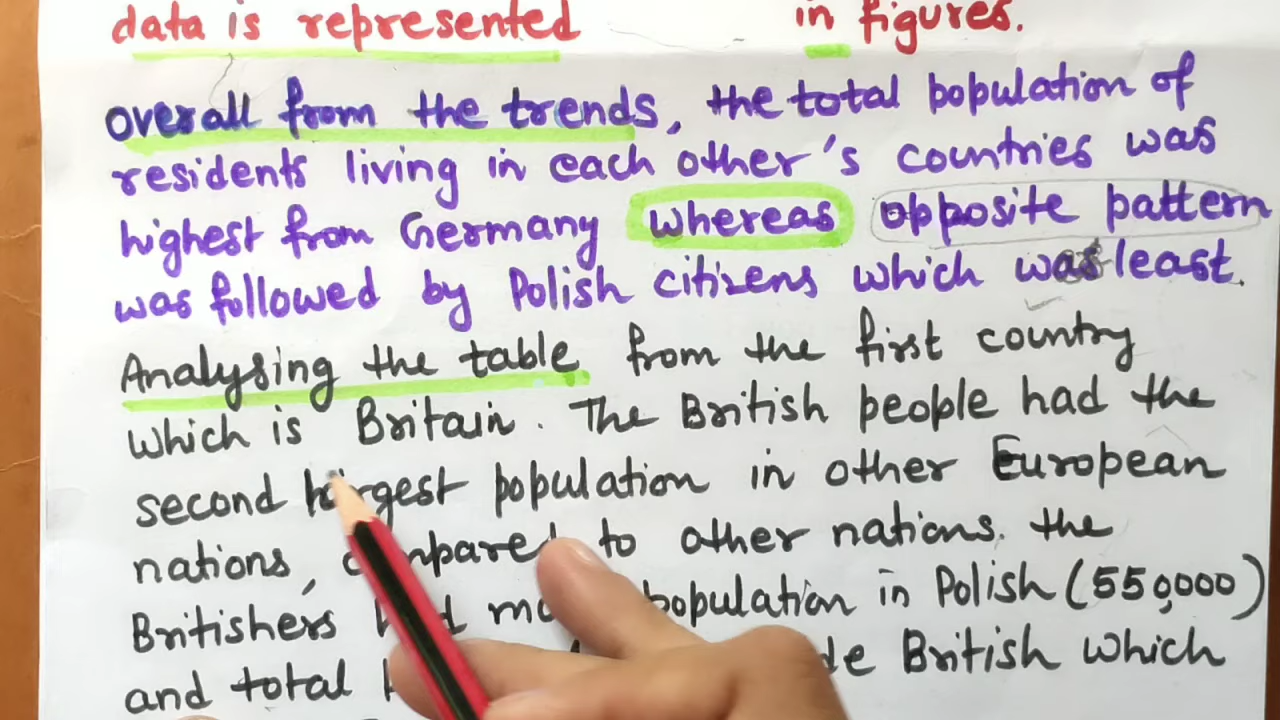 data is represented in figures.
overall from the trends, the total population of
residents living in each other's countries was
highest from Germany whereas opposite pattern
was followed by Polish citizens which was least.
Analysing the table from the first country
which is Britain. The British people had the
second largest population in other European
nations, compared to other nations. the
Britishers had population in Polish (550,000)
and total British which